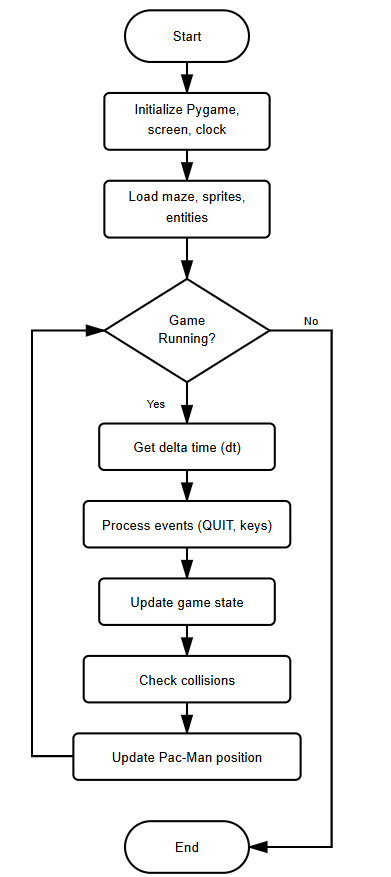 Start
Initialize Pygame,
screen, clock
Load maze, sprites,
entities
Game
Running?
No
Yes
Get delta time (dt)
Process events (QUIT, keys)
Update game state
Check collisions
Update Pac-Man position
End